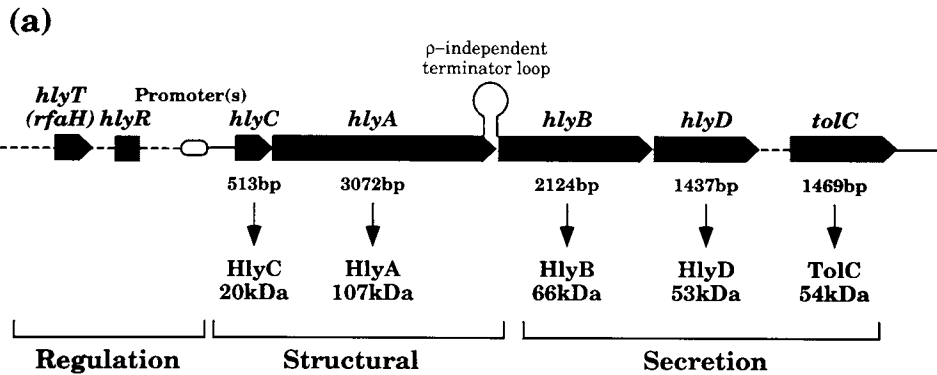 (a)
ρ-independent
terminator loop
hlyT Promoter(s)
(rfaH) hlyR hlyC hlyA hlyB hlyD tolC
513bp 3072bp 2124bp 1437bp 1469bp
HlyC HlyA HlyB HlyD TolC
20kDa 107kDa 66kDa 53kDa 54kDa
Regulation Structural Secretion